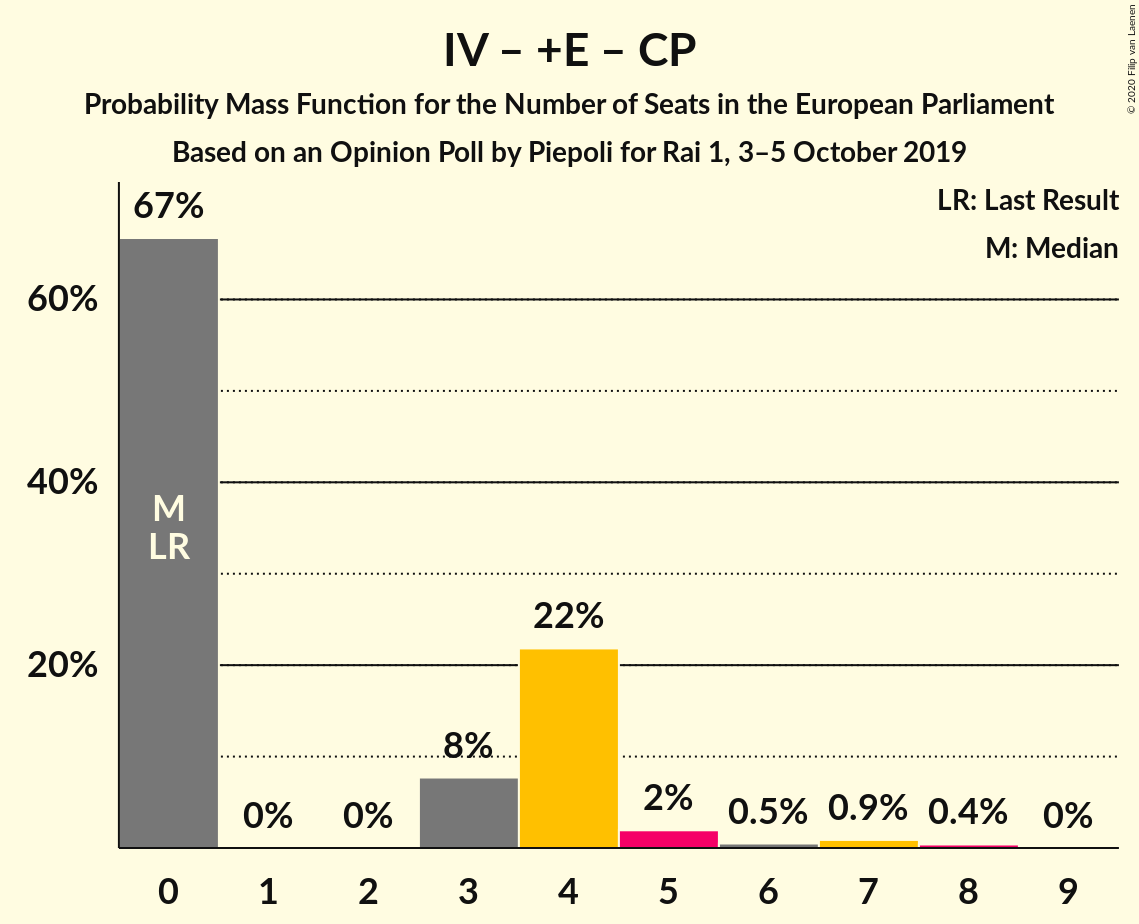 IV – +E – CP
Probability Mass Function for the Number of Seats in the European Parliament
Based on an Opinion Poll by Piepoli for Rai 1, 3–5 October 2019
© 2020 Filip van Laenen
LR: Last Result
M: Median
67%
60%
40%
20%
M
LR
0%
0%
8%
22%
2%
0.5%
0.9%
0.4%
0%
0
1
2
3
4
5
6
7
8
9